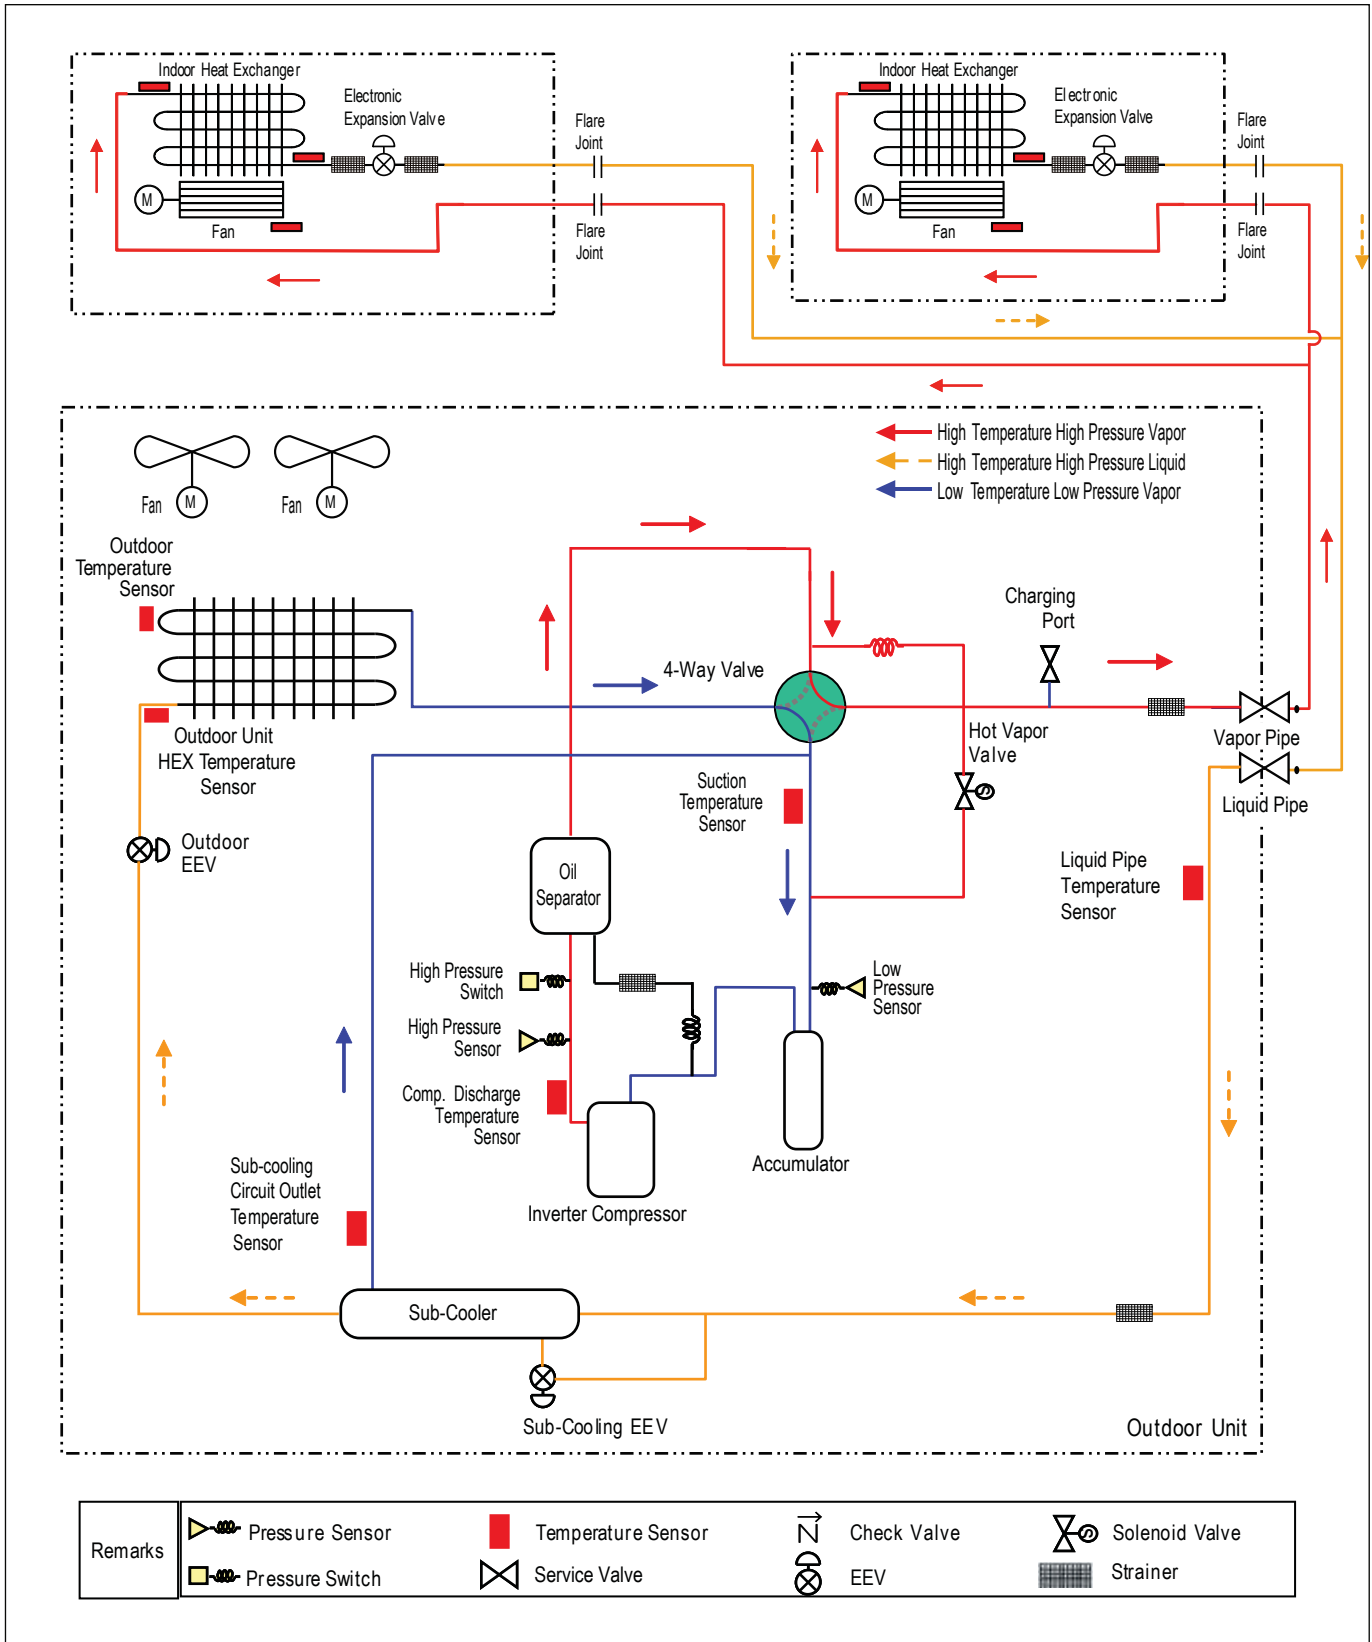 Indoor Heat Exchanger
Electronic
Expansion Valve
Flare
Joint
M
Fan
Flare
Joint
Indoor Heat Exchanger
Electronic
Expansion Valve
Flare
Joint
M
Fan
Flare
Joint
High Temperature High Pressure Vapor
High Temperature High Pressure Liquid
Low Temperature Low Pressure Vapor
Fan
M
Fan
M
Outdoor
Temperature
Sensor
4-Way Valve
Charging
Port
Outdoor Unit
HEX Temperature
Sensor
Hot Vapor
Valve
Vapor Pipe
Liquid Pipe
Suction
Temperature
Sensor
Outdoor
EEV
Oil
Separator
Liquid Pipe
Temperature
Sensor
High Pressure
Switch
Low
Pressure
Sensor
High Pressure
Sensor
Comp. Discharge
Temperature
Sensor
Accumulator
Sub-cooling
Circuit Outlet
Temperature
Sensor
Inverter Compressor
Sub-Cooler
Sub-Cooling EEV
Outdoor Unit
Remarks
Pressure Sensor
Temperature Sensor
Check Valve
Solenoid Valve
Pressure Switch
Service Valve
EEV
Strainer